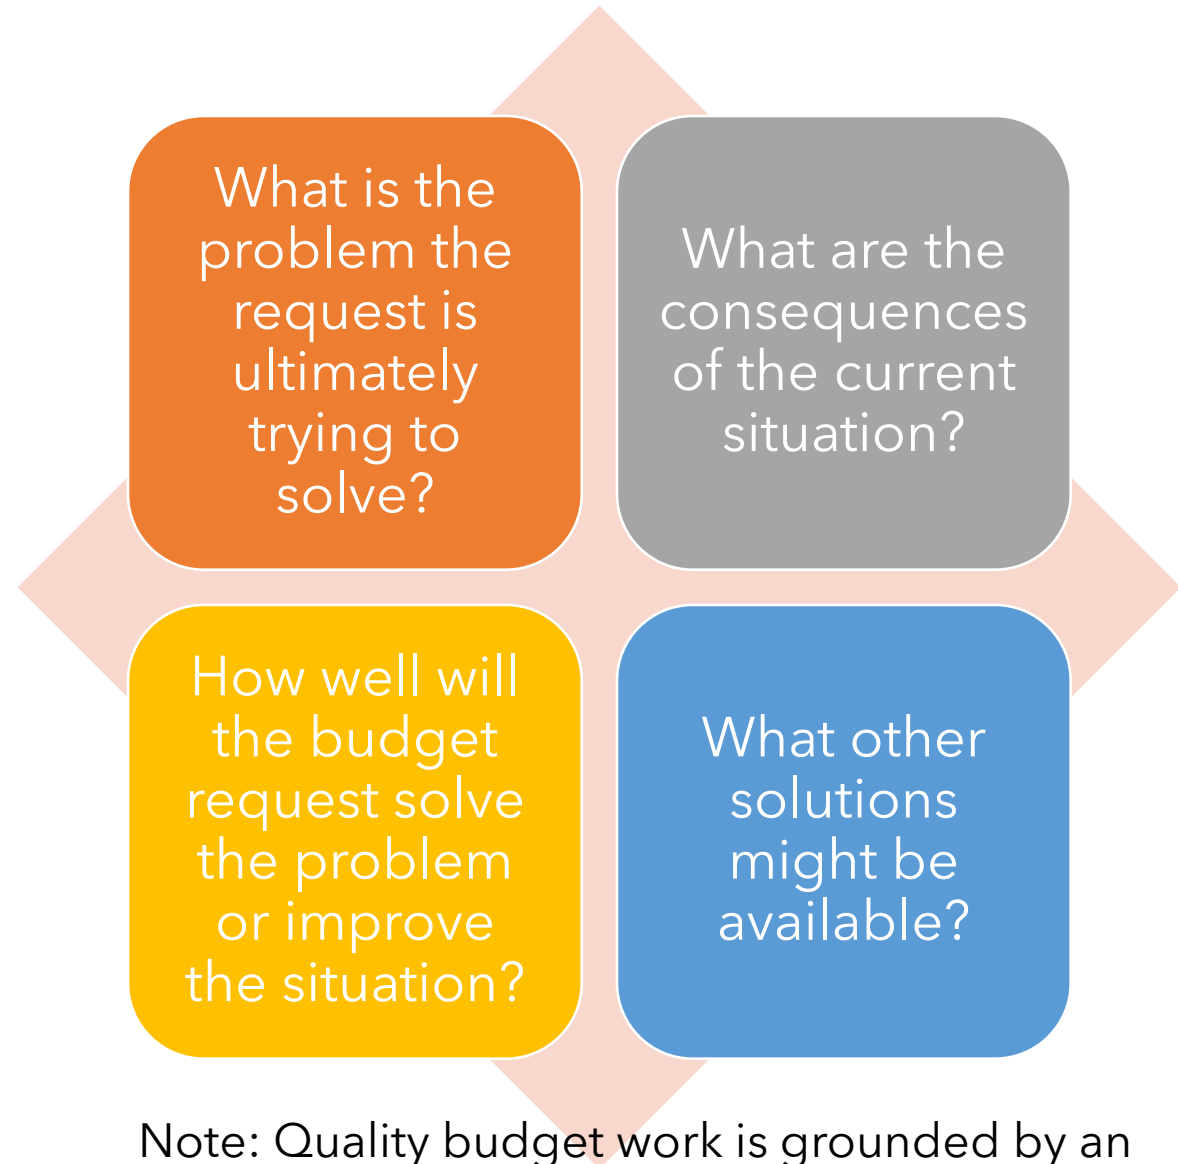 What is the
problem the
request is
ultimately
trying to
solve?
What are the
consequences
of the current
situation?
How well will
the budget
request solve
the problem
or improve
the situation?
What other
solutions
might be
available?
Note: Quality budget work is grounded by an